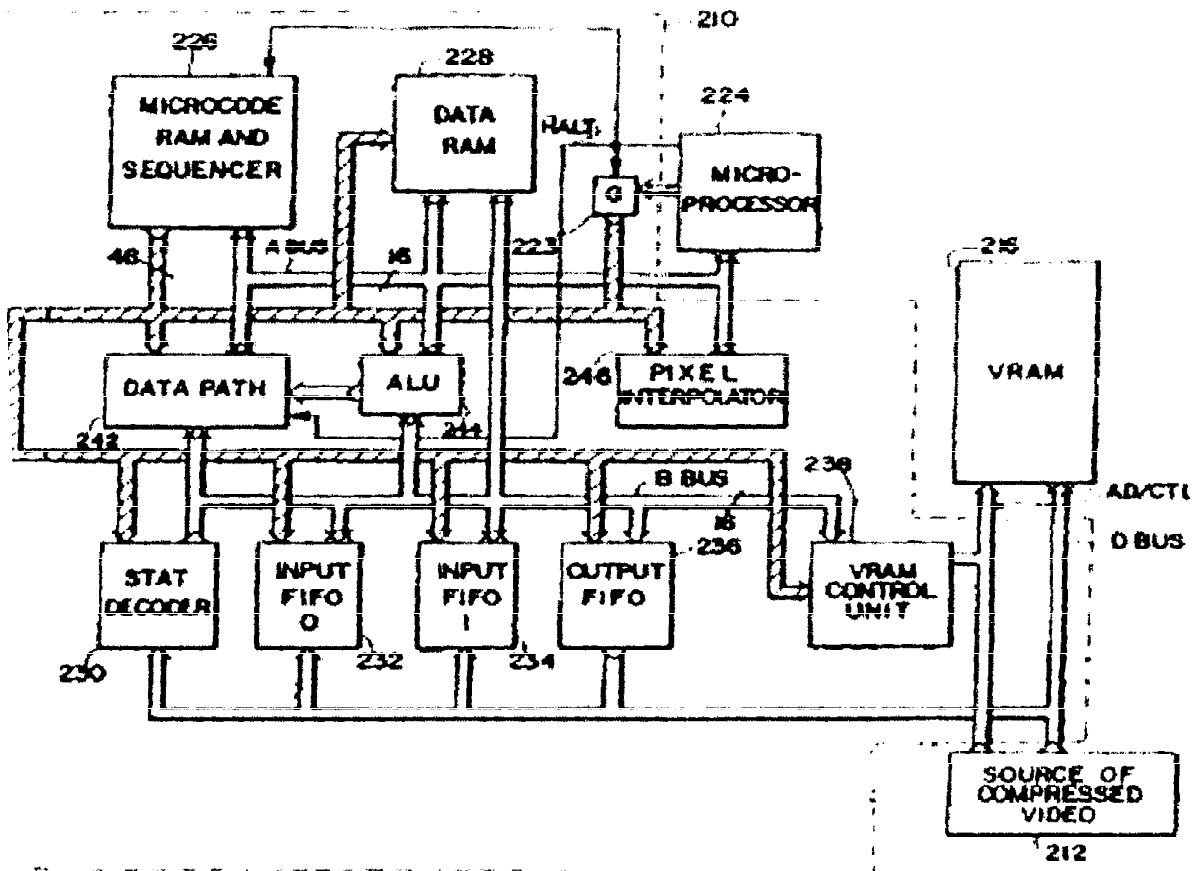 210
226
228
224
MICROCODE
RAM AND
SEQUENCER
DATA
RAM
HALT
MICRO-
PROCESSOR
G
223
216
48
A BUS
16
VRAM
DATA PATH
ALU
246
PIXEL
INTERPOLATOR
242
244
238
B BUS
16
AD/CTL
D BUS
236
STAT
DECODER
INPUT
FIFO
0
INPUT
FIFO
1
OUTPUT
FIFO
VRAM
CONTROL
UNIT
230
232
234
SOURCE OF
COMPRESSED
VIDEO
212